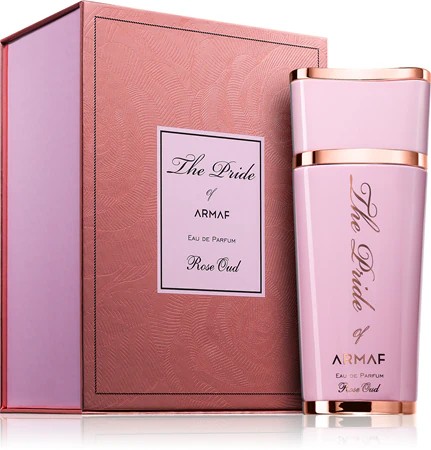 The Pride
of
ARMAF
EAU DE PARFUM
Rose Oud
The Pride
of
ARMAF
EAU DE PARFUM
Rose Oud